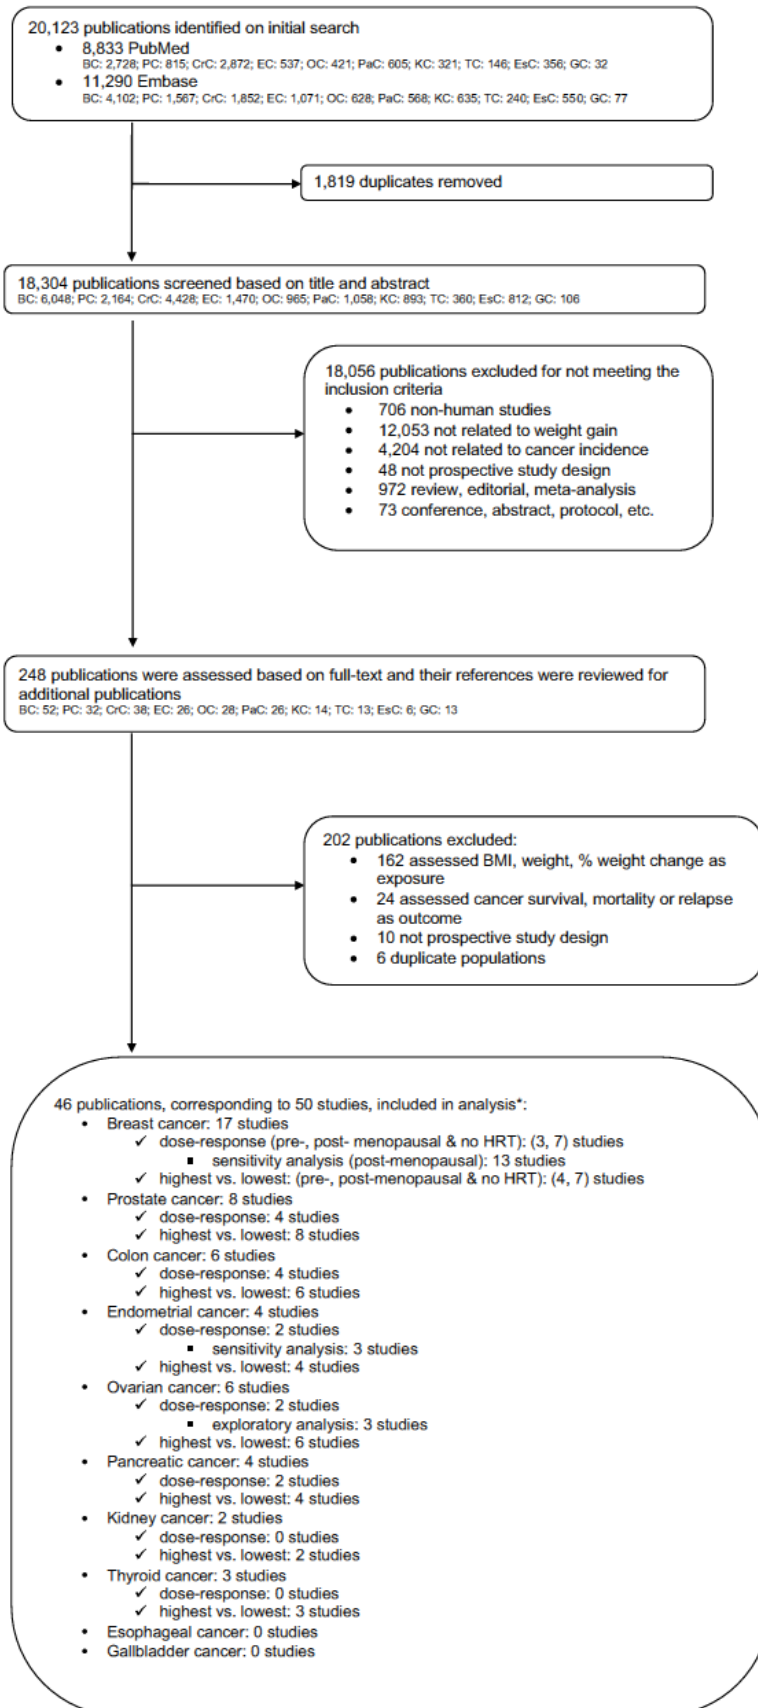 20,123 publications identified on initial search
• 8,833 PubMed
BC: 2,728; PC: 815; CrC: 2,872; EC: 537; OC: 421; PaC: 605; KC: 321; TC: 146; EsC: 356; GC: 32
• 11,290 Embase
BC: 4,102; PC: 1,567; CrC: 1,852; EC: 1,071; OC: 628; PaC: 568; KC: 635; TC: 240; EsC: 550; GC: 77
1,819 duplicates removed
18,304 publications screened based on title and abstract
BC: 6,048; PC: 2,164; CrC: 4,428; EC: 1,470; OC: 965; PaC: 1,058; KC: 893; TC: 360; EsC: 812; GC: 106
18,056 publications excluded for not meeting the
inclusion criteria
• 706 non-human studies
• 12,053 not related to weight gain
• 4,204 not related to cancer incidence
• 48 not prospective study design
• 972 review, editorial, meta-analysis
• 73 conference, abstract, protocol, etc.
248 publications were assessed based on full-text and their references were reviewed for
additional publications
BC: 52; PC: 32; CrC: 38; EC: 26; OC: 28; PaC: 26; KC: 14; TC: 13; EsC: 6; GC: 13
202 publications excluded:
• 162 assessed BMI, weight, % weight change as
exposure
• 24 assessed cancer survival, mortality or relapse
as outcome
• 10 not prospective study design
• 6 duplicate populations
46 publications, corresponding to 50 studies, included in analysis*:
• Breast cancer: 17 studies
✓ dose-response (pre-, post- menopausal & no HRT): (3, 7) studies
▪ sensitivity analysis (post-menopausal): 13 studies
✓ highest vs. lowest: (pre-, post-menopausal & no HRT): (4, 7) studies
• Prostate cancer: 8 studies
✓ dose-response: 4 studies
✓ highest vs. lowest: 8 studies
• Colon cancer: 6 studies
✓ dose-response: 4 studies
✓ highest vs. lowest: 6 studies
• Endometrial cancer: 4 studies
✓ dose-response: 2 studies
▪ sensitivity analysis: 3 studies
✓ highest vs. lowest: 4 studies
• Ovarian cancer: 6 studies
✓ dose-response: 2 studies
▪ exploratory analysis: 3 studies
✓ highest vs. lowest: 6 studies
• Pancreatic cancer: 4 studies
✓ dose-response: 2 studies
✓ highest vs. lowest: 4 studies
• Kidney cancer: 2 studies
✓ dose-response: 0 studies
✓ highest vs. lowest: 2 studies
• Thyroid cancer: 3 studies
✓ dose-response: 0 studies
✓ highest vs. lowest: 3 studies
• Esophageal cancer: 0 studies
• Gallbladder cancer: 0 studies